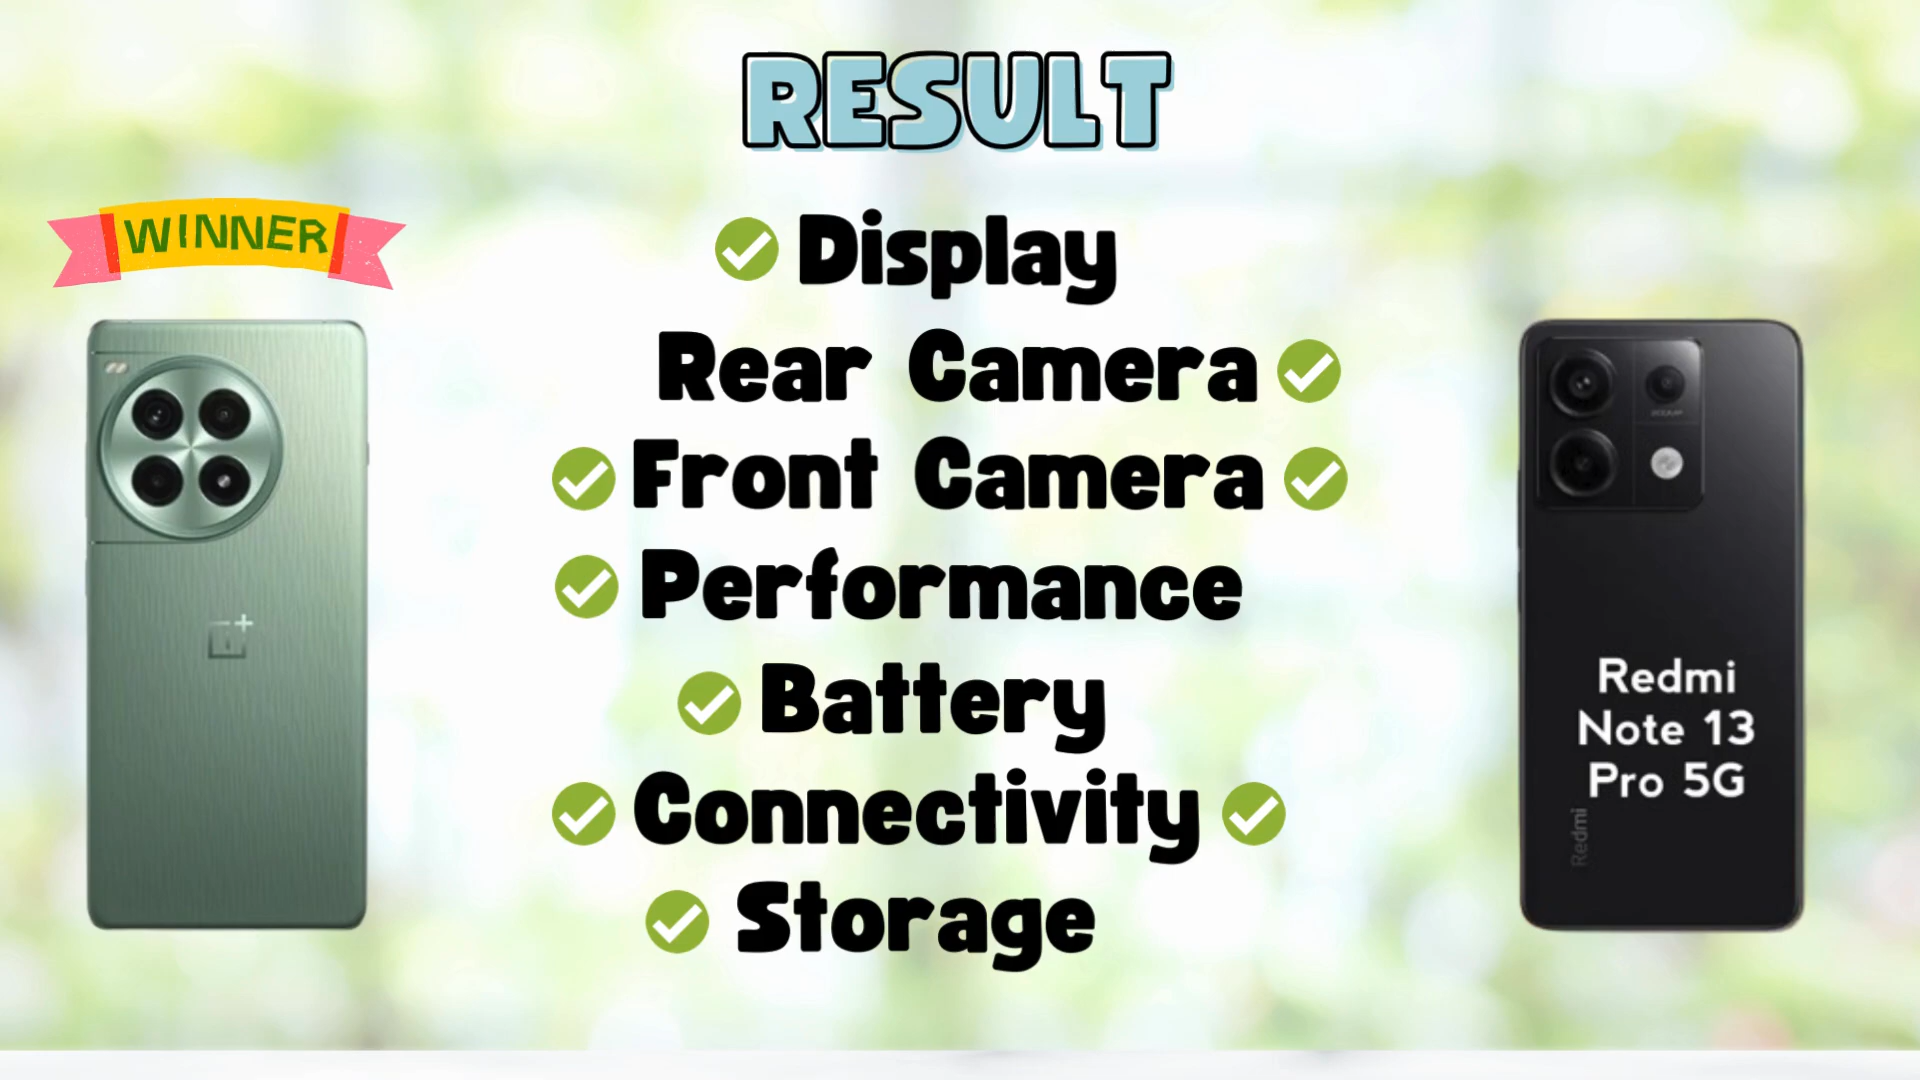 RESULT
WINNER
Display
Rear Camera
Front Camera
Performance
Battery
Connectivity
Storage
Redmi
Note 13
Pro 5G
Redmi